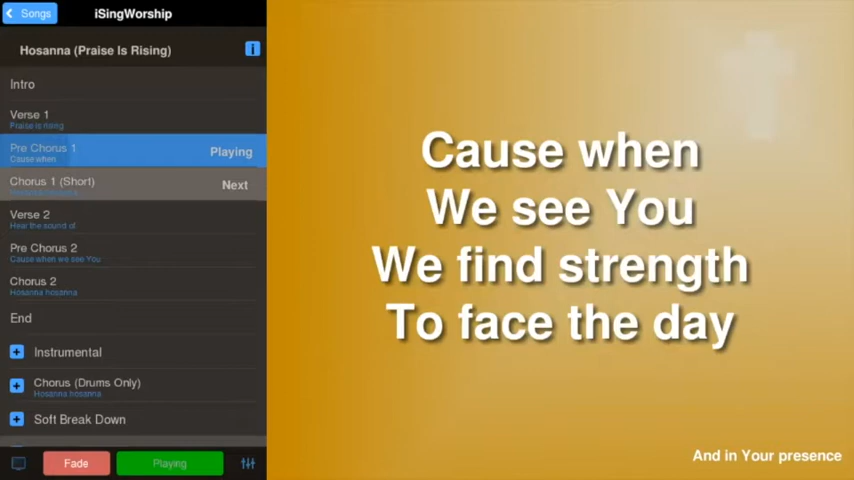 Songs
iSingWorship
Hosanna (Praise Is Rising)
i
Intro
Verse 1
Praise is rising
Pre Chorus 1
Cause when
Playing
Chorus 1 (Short)
Next
Verse 2
Hear the sound of
Pre Chorus 2
Cause when we see You
Chorus 2
Hosanna hosanna
End
Instrumental
Chorus (Drums Only)
Hosanna hosanna
Soft Break Down
Fade
Playing
Cause when
We see You
We find strength
To face the day
And in Your presence